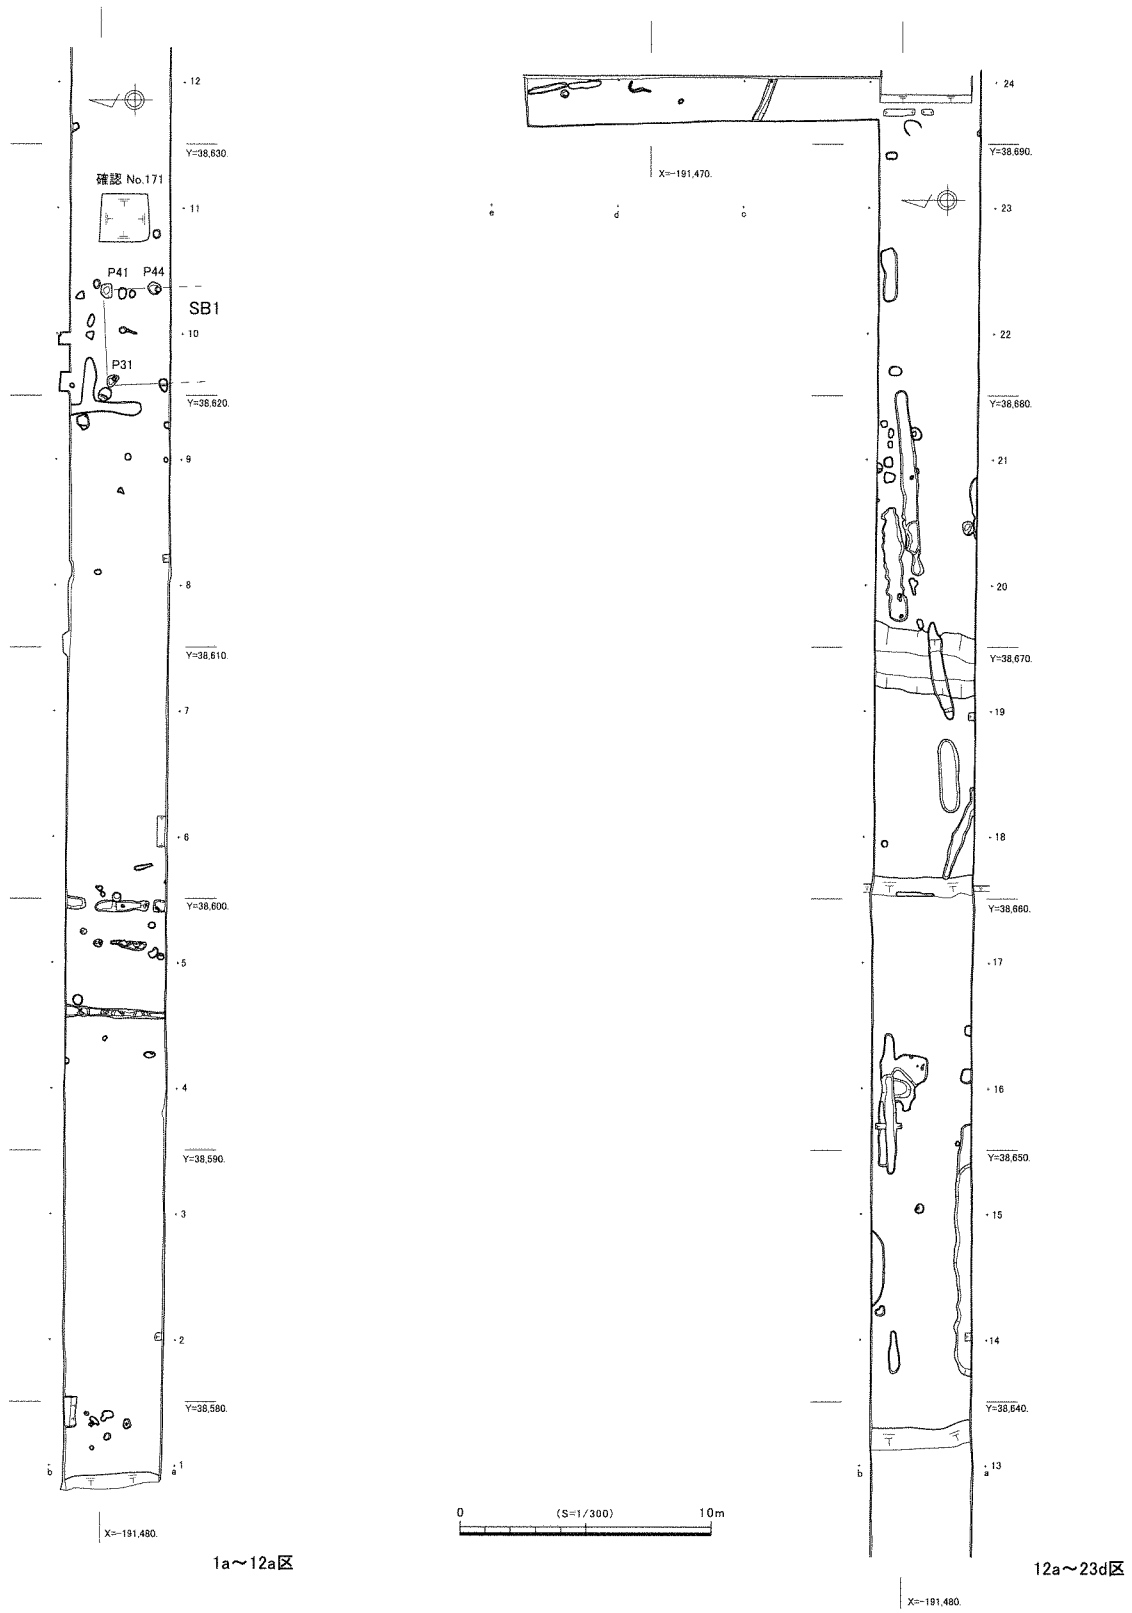 12
Y=38,630.
確認 No.171
11
P41 P44
SB1
10
P31
Y=38,620.
9
8
Y=38,610.
7
6
Y=38,600.
5
4
Y=38,590.
3
2
Y=38,580.
b a 1
X=-191,480.
1a～12a区
24
Y=38,690.
X=-191,470.
e d c 23
22
Y=38,680.
21
20
Y=38,670.
19
18
Y=38,660.
17
16
Y=38,650.
15
14
Y=38,640.
b a 13
0 (S=1/300) 10m
12a～23d区
X=-191,480.